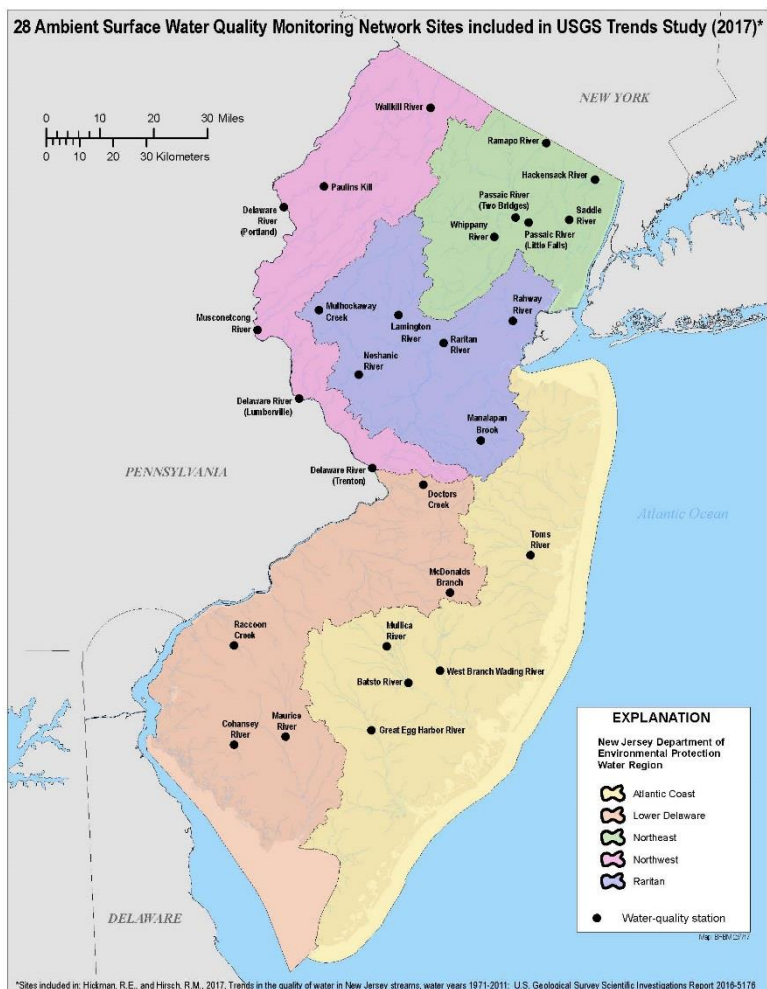 28 Ambient Surface Water Quality Monitoring Network Sites included in USGS Trends Study (2017)*
0 10 20 30 Miles
0 10 20 30 Kilometers
NEW YORK
Wallkill River
Ramapo River
Hackensack River
Paulins Kill
Passaic River
(Two Bridges)
Saddle
River
Delaware
River
(Portland)
Whippany
River
Passaic River
(Little Falls)
Mulhockaway
Creek
Lamington
River
Rahway
River
Musconetcong
River
Raritan
River
Neshanic
River
Delaware River
(Lumberville)
Manalapan
Brook
PENNSYLVANIA
Delaware River
(Trenton)
Doctors
Creek
Atlantic Ocean
Toms
River
McDonalds
Branch
Raccoon
Creek
Mullica
River
West Branch Wading River
Batsto River
Cohansey
River
Maurice
River
Great Egg Harbor River
DELAWARE
EXPLANATION
New Jersey Department of
Environmental Protection
Water Region
Atlantic Coast
Lower Delaware
Northeast
Northwest
Raritan
Water-quality station
*Sites included in: Hickman, R.E., and Hirsch, R.M., 2017, Trends in the quality of water in New Jersey streams, water years 1971-2011: U.S. Geological Survey Scientific Investigations Report 2016-5176